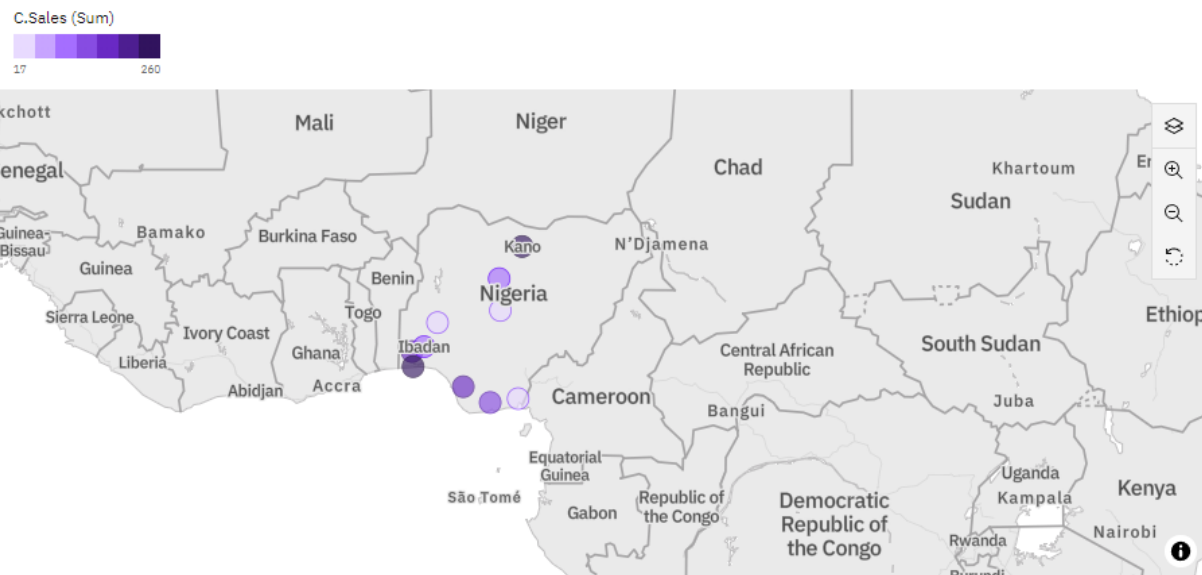 C.Sales (Sum)
17
260
kchott
Mali
Niger
Chad
Khartoum
Er
enegal
Sudan
Guinea-
Bissau
Bamako
Burkina Faso
Kano
N'Djamena
Guinea
Benin
Nigeria
Sierra Leone
Togo
Ethiop
Ivory Coast
Ibadan
Ghana
South Sudan
Liberia
Central African
Republic
Abidjan
Accra
Cameroon
Juba
Bangui
Equatorial
Guinea
Uganda
Kenya
São Tomé
Republic of
the Congo
Kampala
Gabon
Democratic
Republic of
the Congo
Nairobi
Rwanda
Burundi